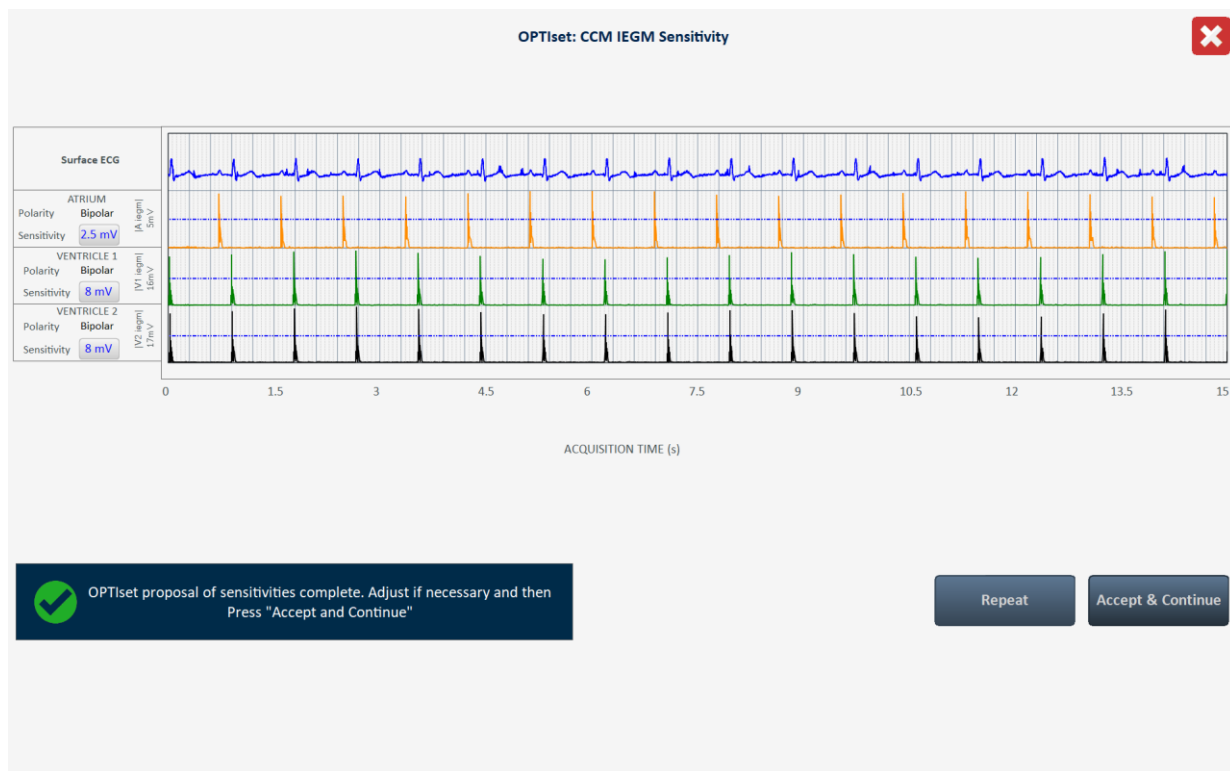 OPTIset: CCM IEGM Sensitivity
Surface ECG
ATRIUM
Polarity Bipolar
Sensitivity 2.5 mV
|A iegm|
5mV
VENTRICLE 1
Polarity Bipolar
Sensitivity 8 mV
|V1 iegm|
16mV
VENTRICLE 2
Polarity Bipolar
Sensitivity 8 mV
|V2 iegm|
17mV
0 1.5 3 4.5 6 7.5 9 10.5 12 13.5 15
ACQUISITION TIME (s)
OPTIset proposal of sensitivities complete. Adjust if necessary and then
Press "Accept and Continue"
Repeat
Accept & Continue